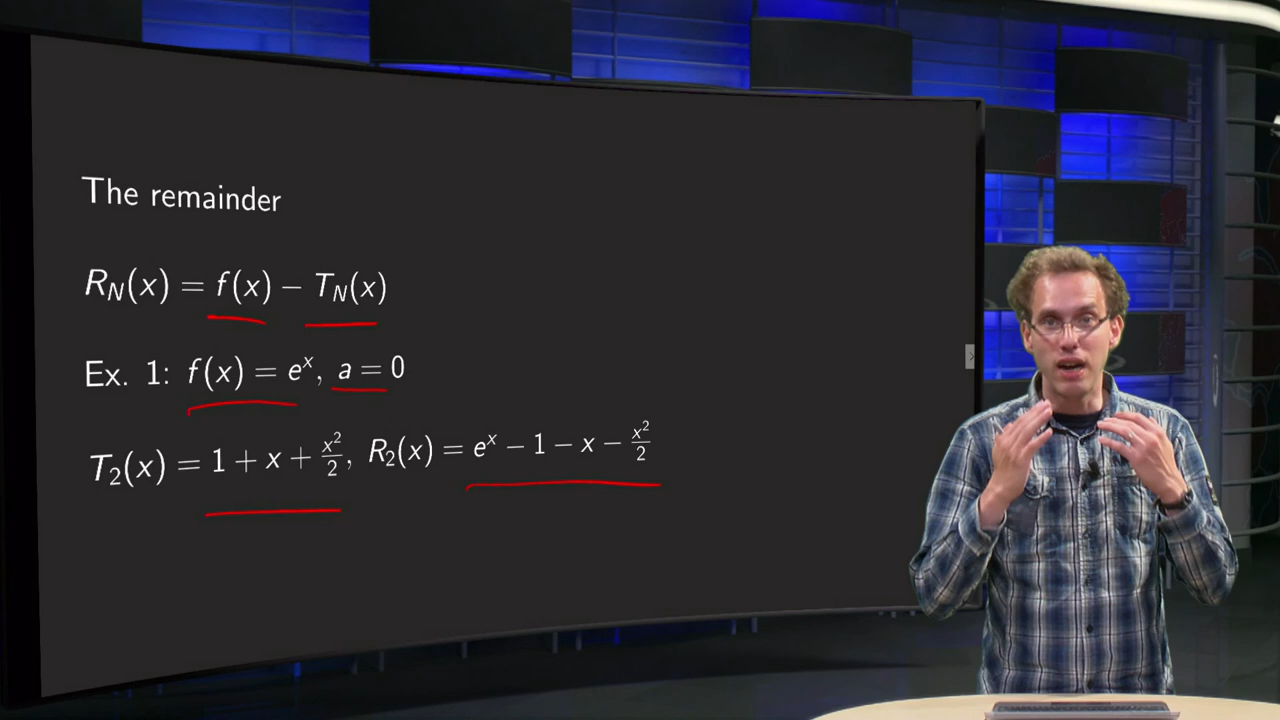 The remainder
R_N(x) = f(x) − T_N(x)
Ex. 1: f(x) = e^x, a = 0
T_2(x) = 1 + x + x^2/2, R_2(x) = e^x − 1 − x − x^2/2